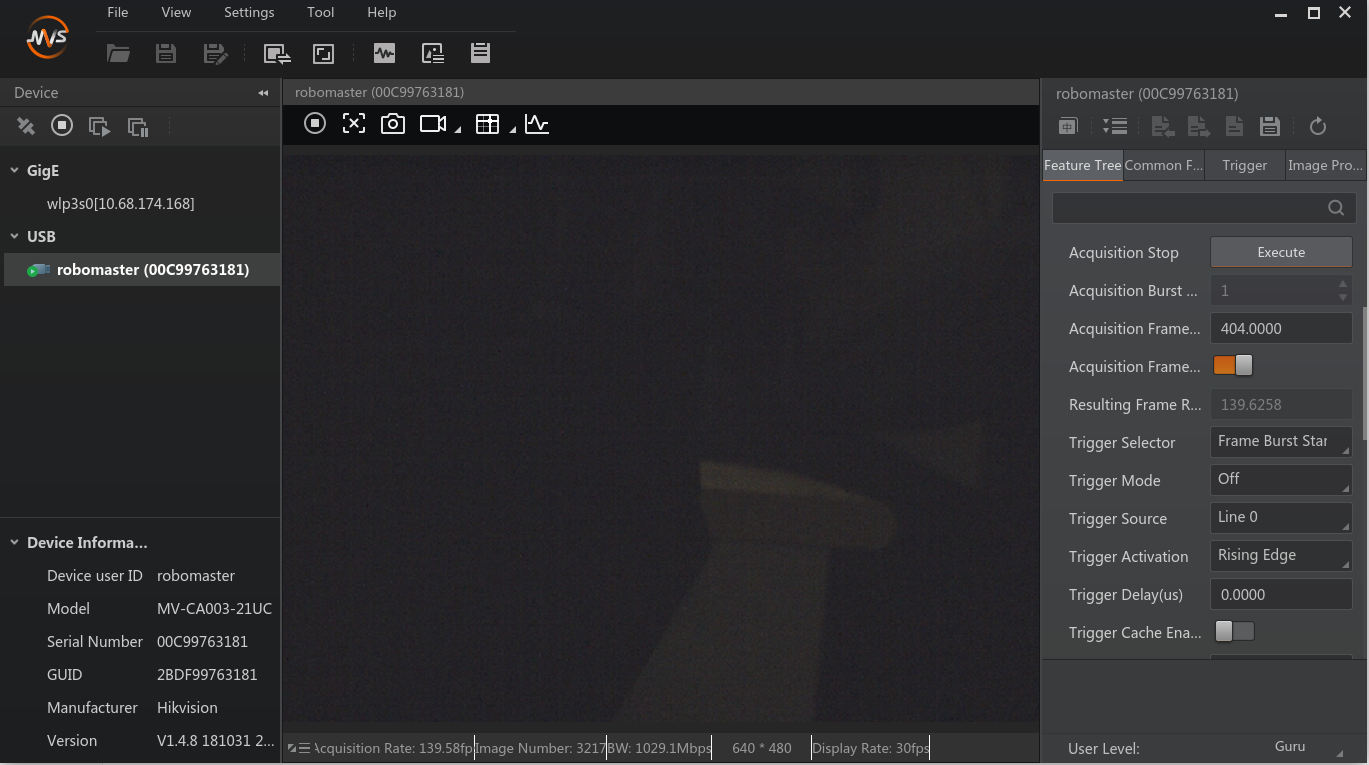 File View Settings Tool Help
MVS
Device
robomaster (00C99763181)
GigE
wlp3s0[10.68.174.168]
USB
robomaster (00C99763181)
Device Informa...
Device user ID robomaster
Model MV-CA003-21UC
Serial Number 00C99763181
GUID 2BDF99763181
Manufacturer Hikvision
Version V1.4.8 181031 2...
Acquisition Rate: 139.58fp Image Number: 3217 BW: 1029.1Mbps 640 * 480 Display Rate: 30fps
robomaster (00C99763181)
中
Feature Tree Common F... Trigger Image Pro...
Acquisition Stop Execute
Acquisition Burst ... 1
Acquisition Frame... 404.0000
Acquisition Frame...
Resulting Frame R... 139.6258
Trigger Selector Frame Burst Star
Trigger Mode Off
Trigger Source Line 0
Trigger Activation Rising Edge
Trigger Delay(us) 0.0000
Trigger Cache Ena...
User Level: Guru